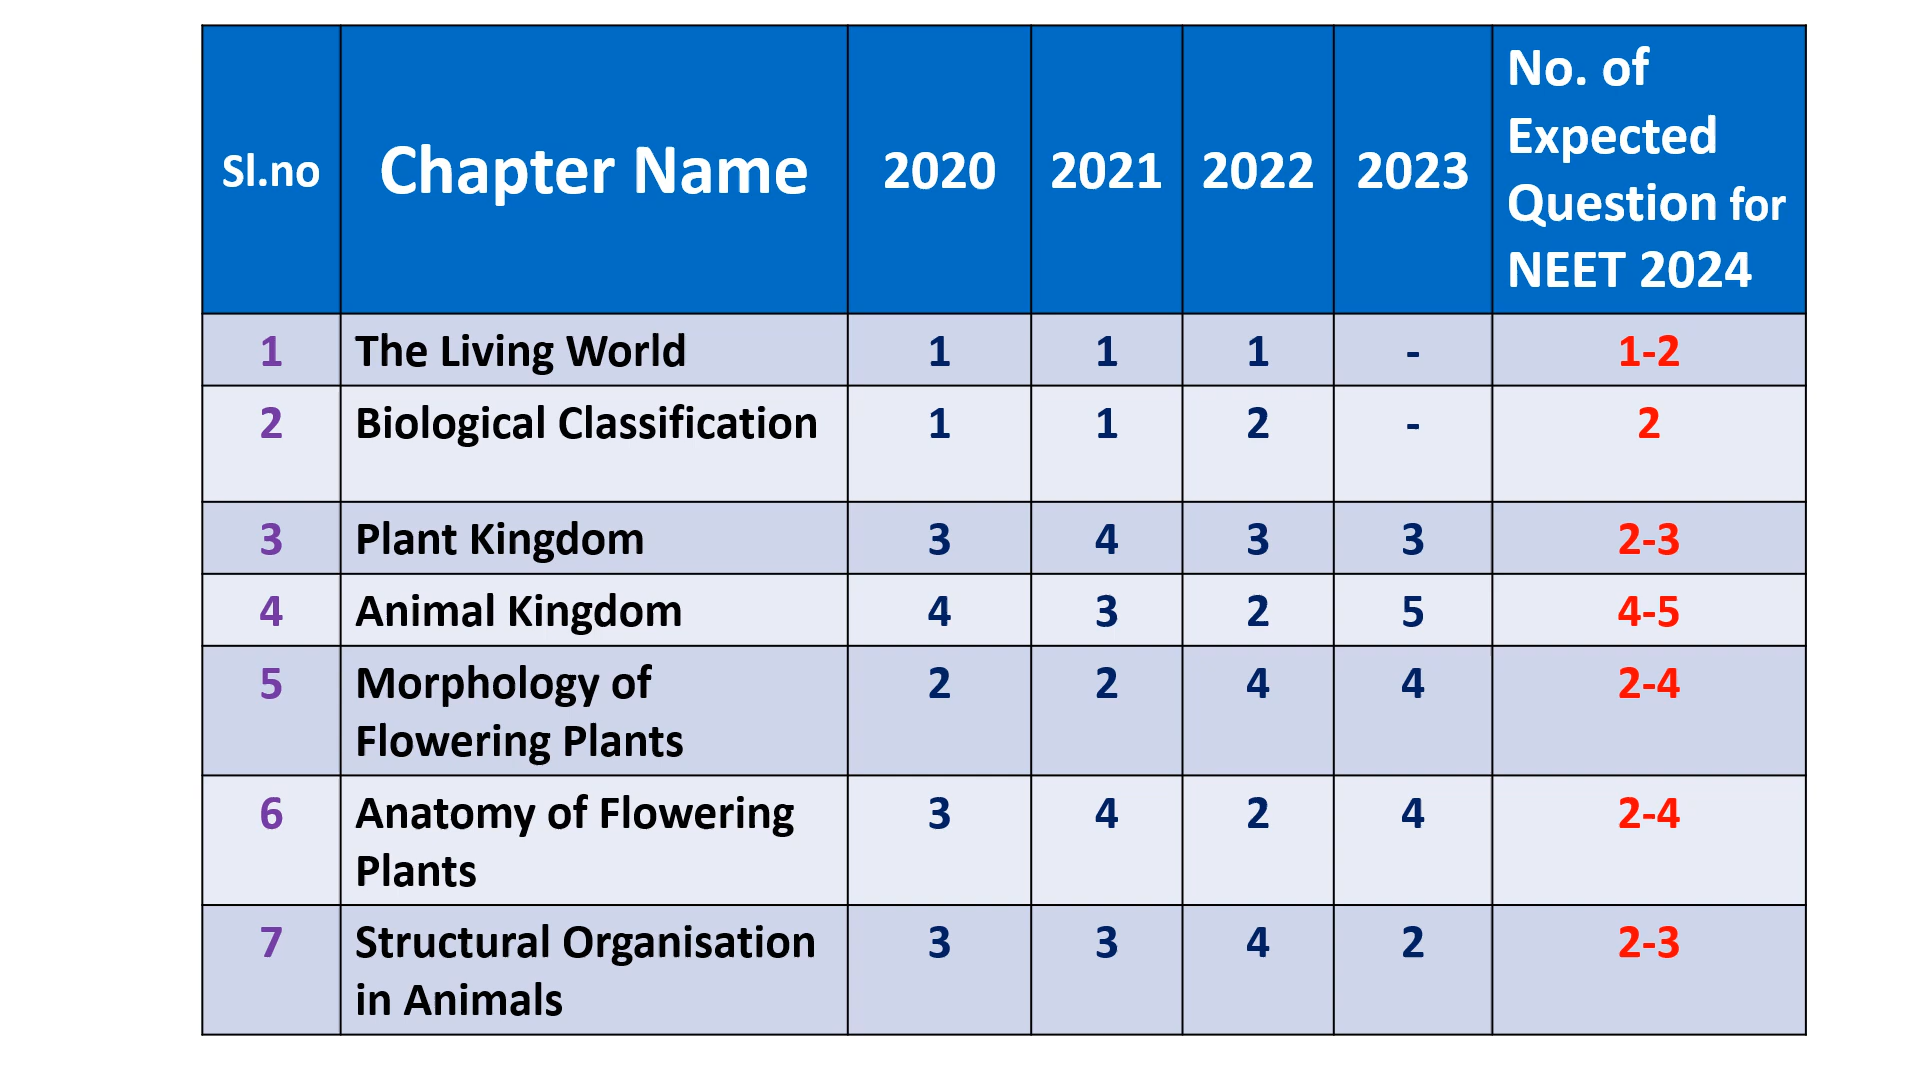 Sl.no Chapter Name 2020 2021 2022 2023 No. of
Expected
Question for
NEET 2024
1 The Living World 1 1 1 - 1-2
2 Biological Classification 1 1 2 - 2
3 Plant Kingdom 3 4 3 3 2-3
4 Animal Kingdom 4 3 2 5 4-5
5 Morphology of 2 2 4 4 2-4
Flowering Plants
6 Anatomy of Flowering 3 4 2 4 2-4
Plants
7 Structural Organisation 3 3 4 2 2-3
in Animals